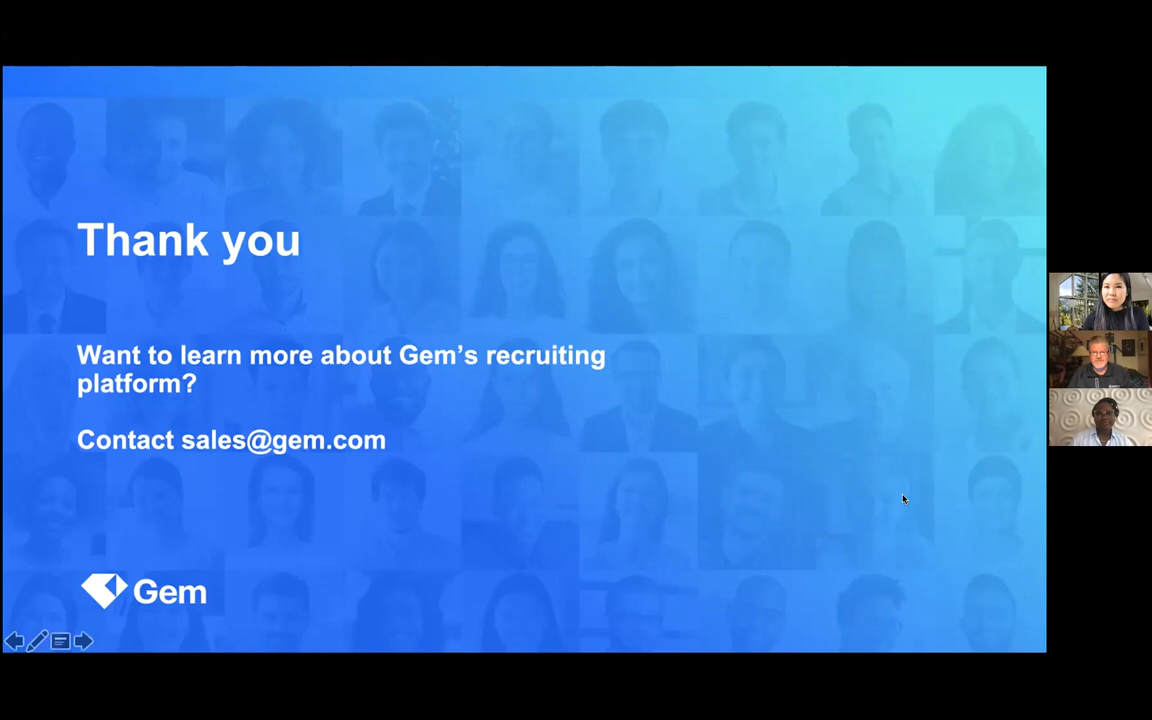 Thank you
Want to learn more about Gem’s recruiting
platform?
Contact sales@gem.com
Gem